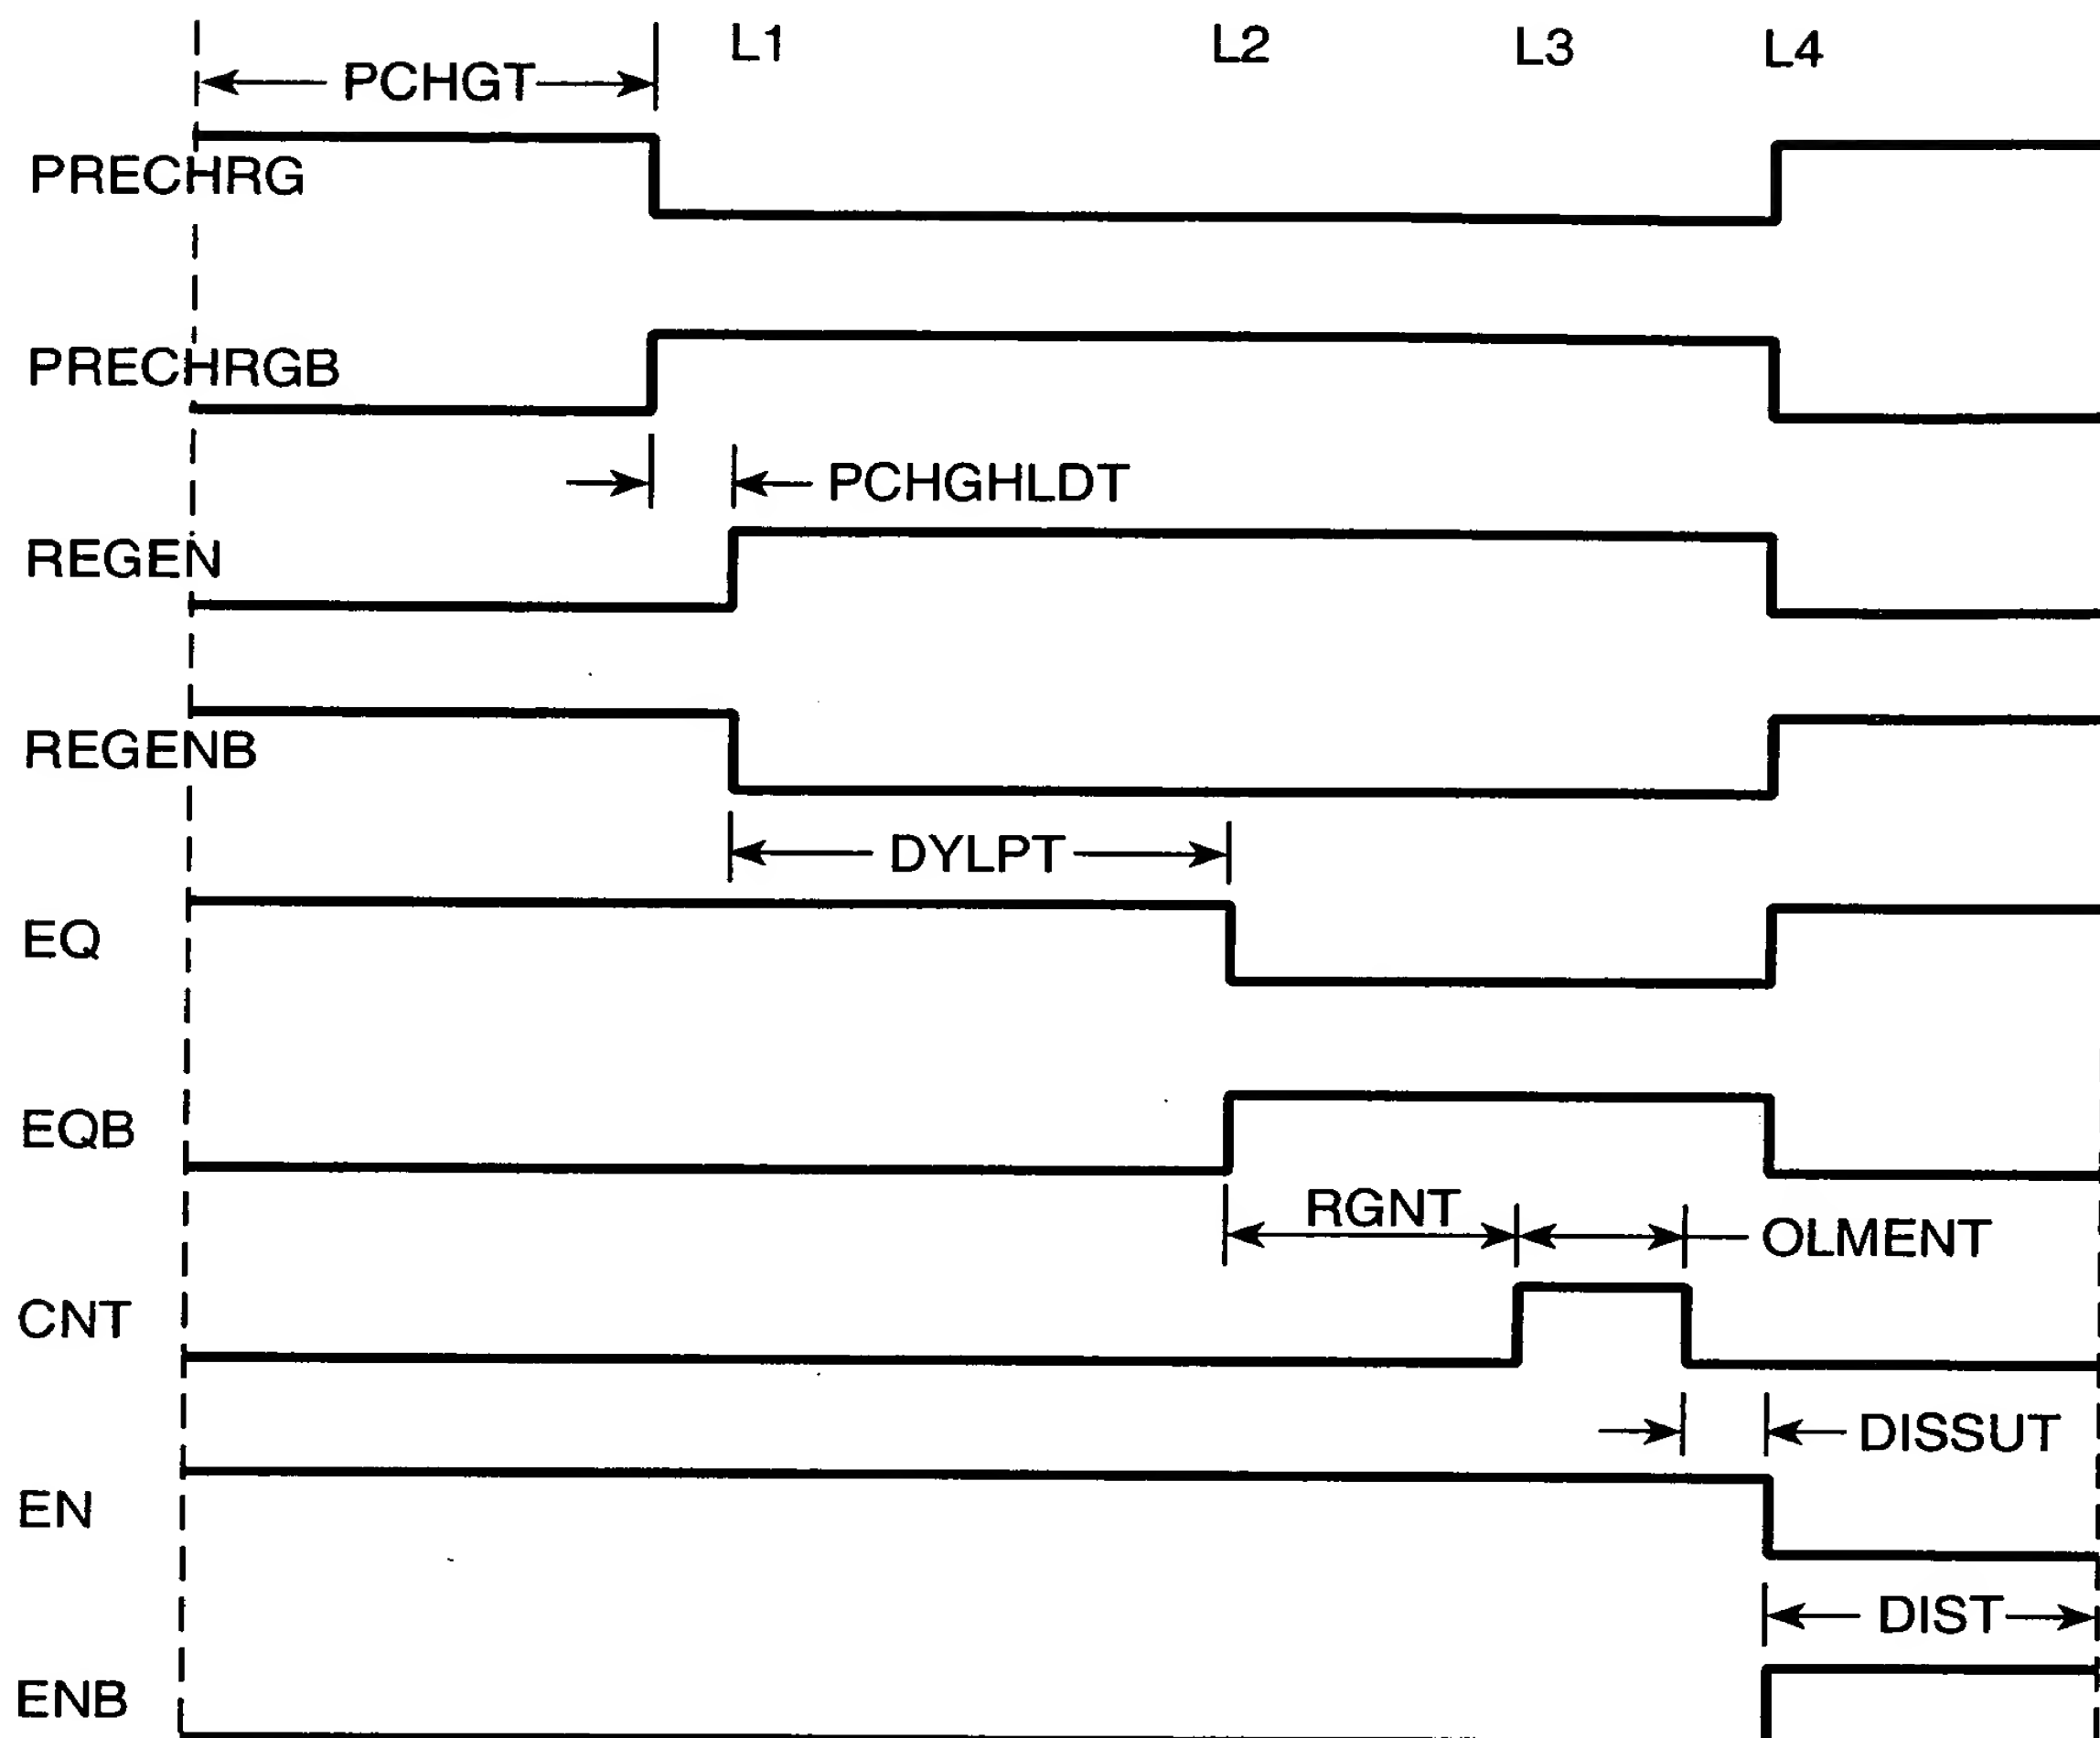 L1 L2 L3 L4
PCHGT
PRECHRG
PRECHRGB
PCHGHLDT
REGEN
REGENB
DYLPT
EQ
EQB
RGNT
OLMENT
CNT
DISSUT
EN
DIST
ENB